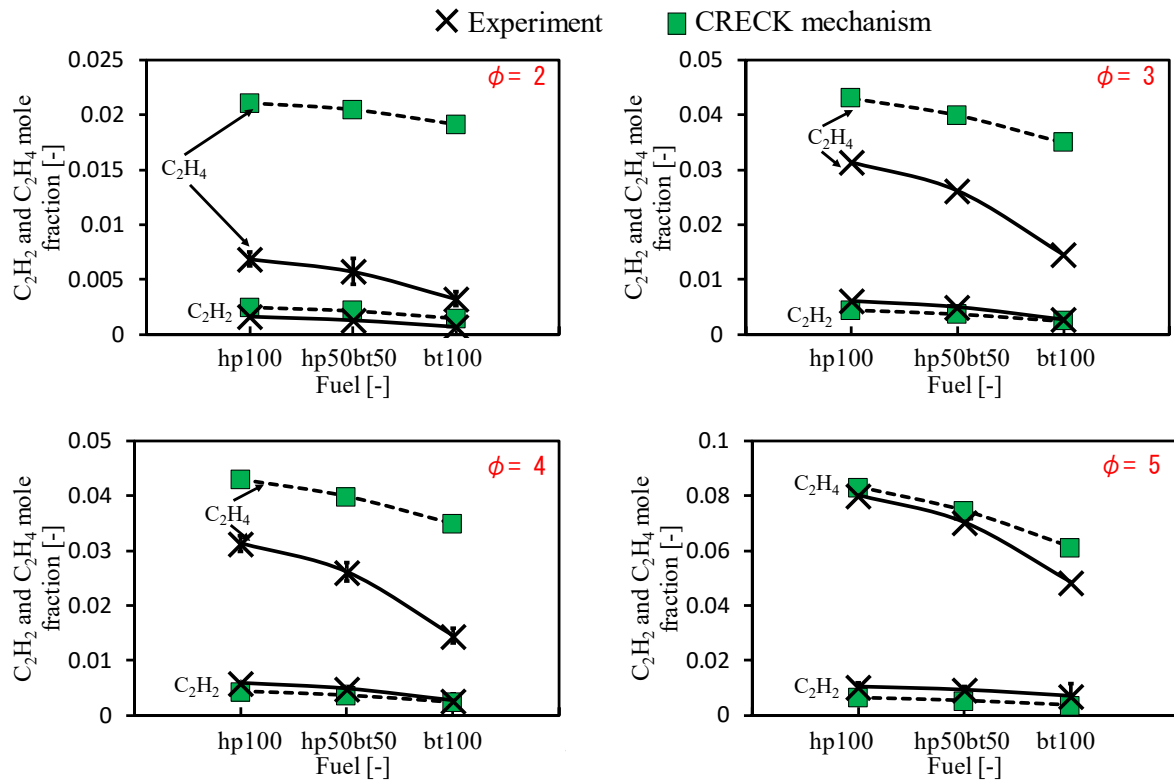 Experiment CRECK mechanism
C₂H₂ and C₂H₄ mole
fraction [-]
0.025
0.02
0.015
0.01
0.005
0
ϕ= 2
C₂H₄
C₂H₂
hp100 hp50bt50 bt100
Fuel [-]
C₂H₂ and C₂H₄ mole
fraction [-]
0.05
0.04
0.03
0.02
0.01
0
ϕ= 3
C₂H₄
C₂H₂
hp100 hp50bt50 bt100
Fuel [-]
C₂H₂ and C₂H₄ mole
fraction [-]
0.05
0.04
0.03
0.02
0.01
0
ϕ= 4
C₂H₄
C₂H₂
hp100 hp50bt50 bt100
Fuel [-]
C₂H₂ and C₂H₄ mole
fraction [-]
0.1
0.08
0.06
0.04
0.02
0
ϕ= 5
C₂H₄
C₂H₂
hp100 hp50bt50 bt100
Fuel [-]